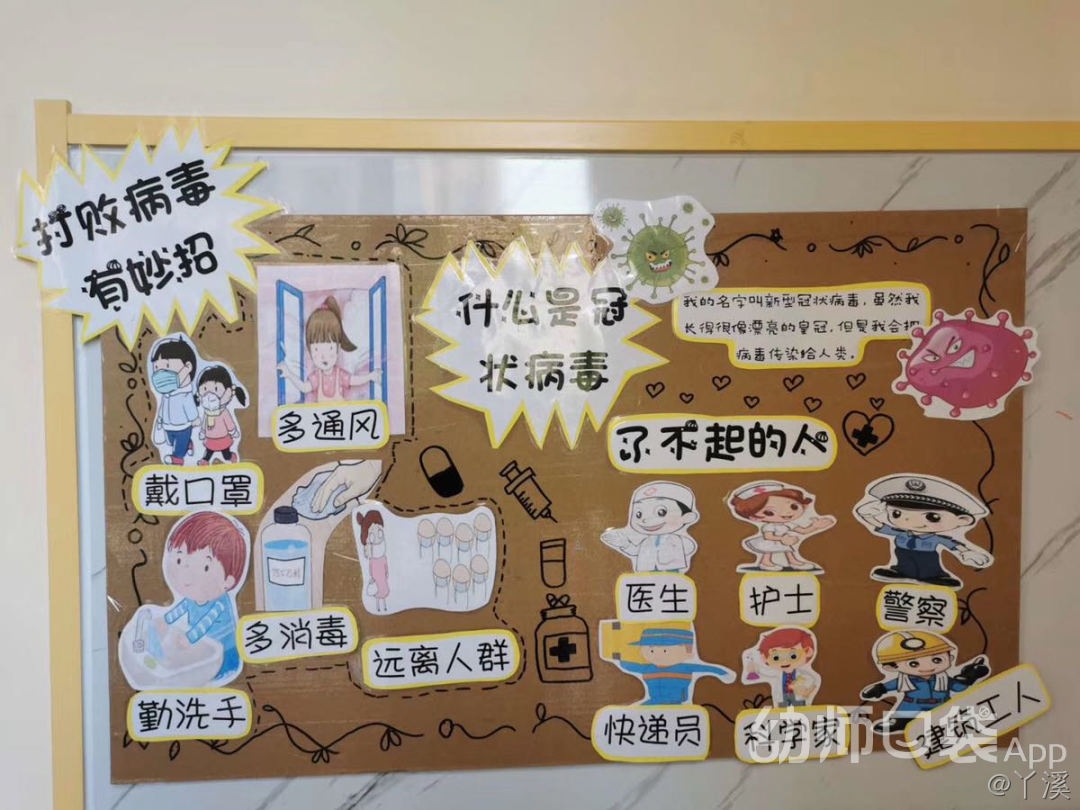 打败病毒
有妙招
什么是冠
状病毒
我的名字叫新型冠状病毒，虽然我
长得很像漂亮的皇冠，但是我会把
病毒传染给人类。
多通风
戴口罩
了不起的人
多消毒
远离人群
勤洗手
医生
护士
警察
快递员
科学家
建筑工人
幼师口袋
App
@丫溪